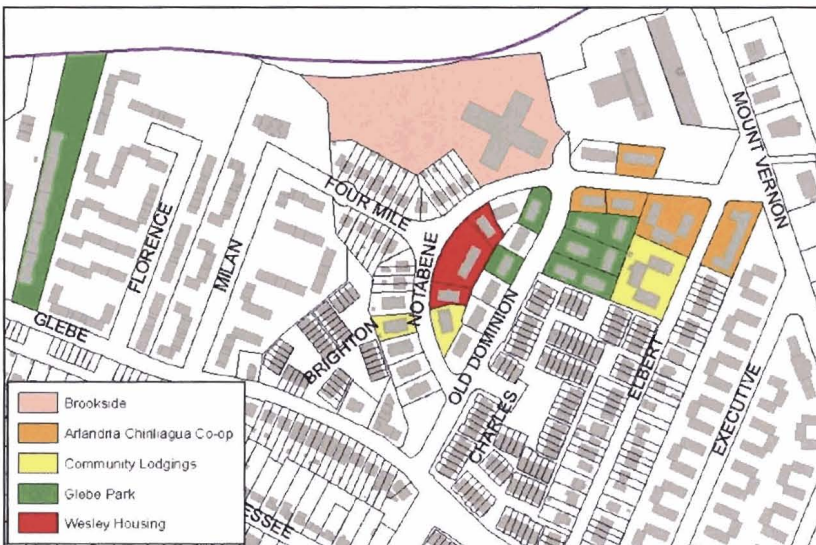 MOUNT VERNON
FOUR MILE
FLORENCE
MILAN
NOTABENE
GLEBE
BRIGHTON
OLD DOMINION
ELBERT
CHARLES
EXECUTIVE
ESSEE
Brookside
Arlandria Chirilagua Co-op
Community Lodgings
Glebe Park
Wesley Housing